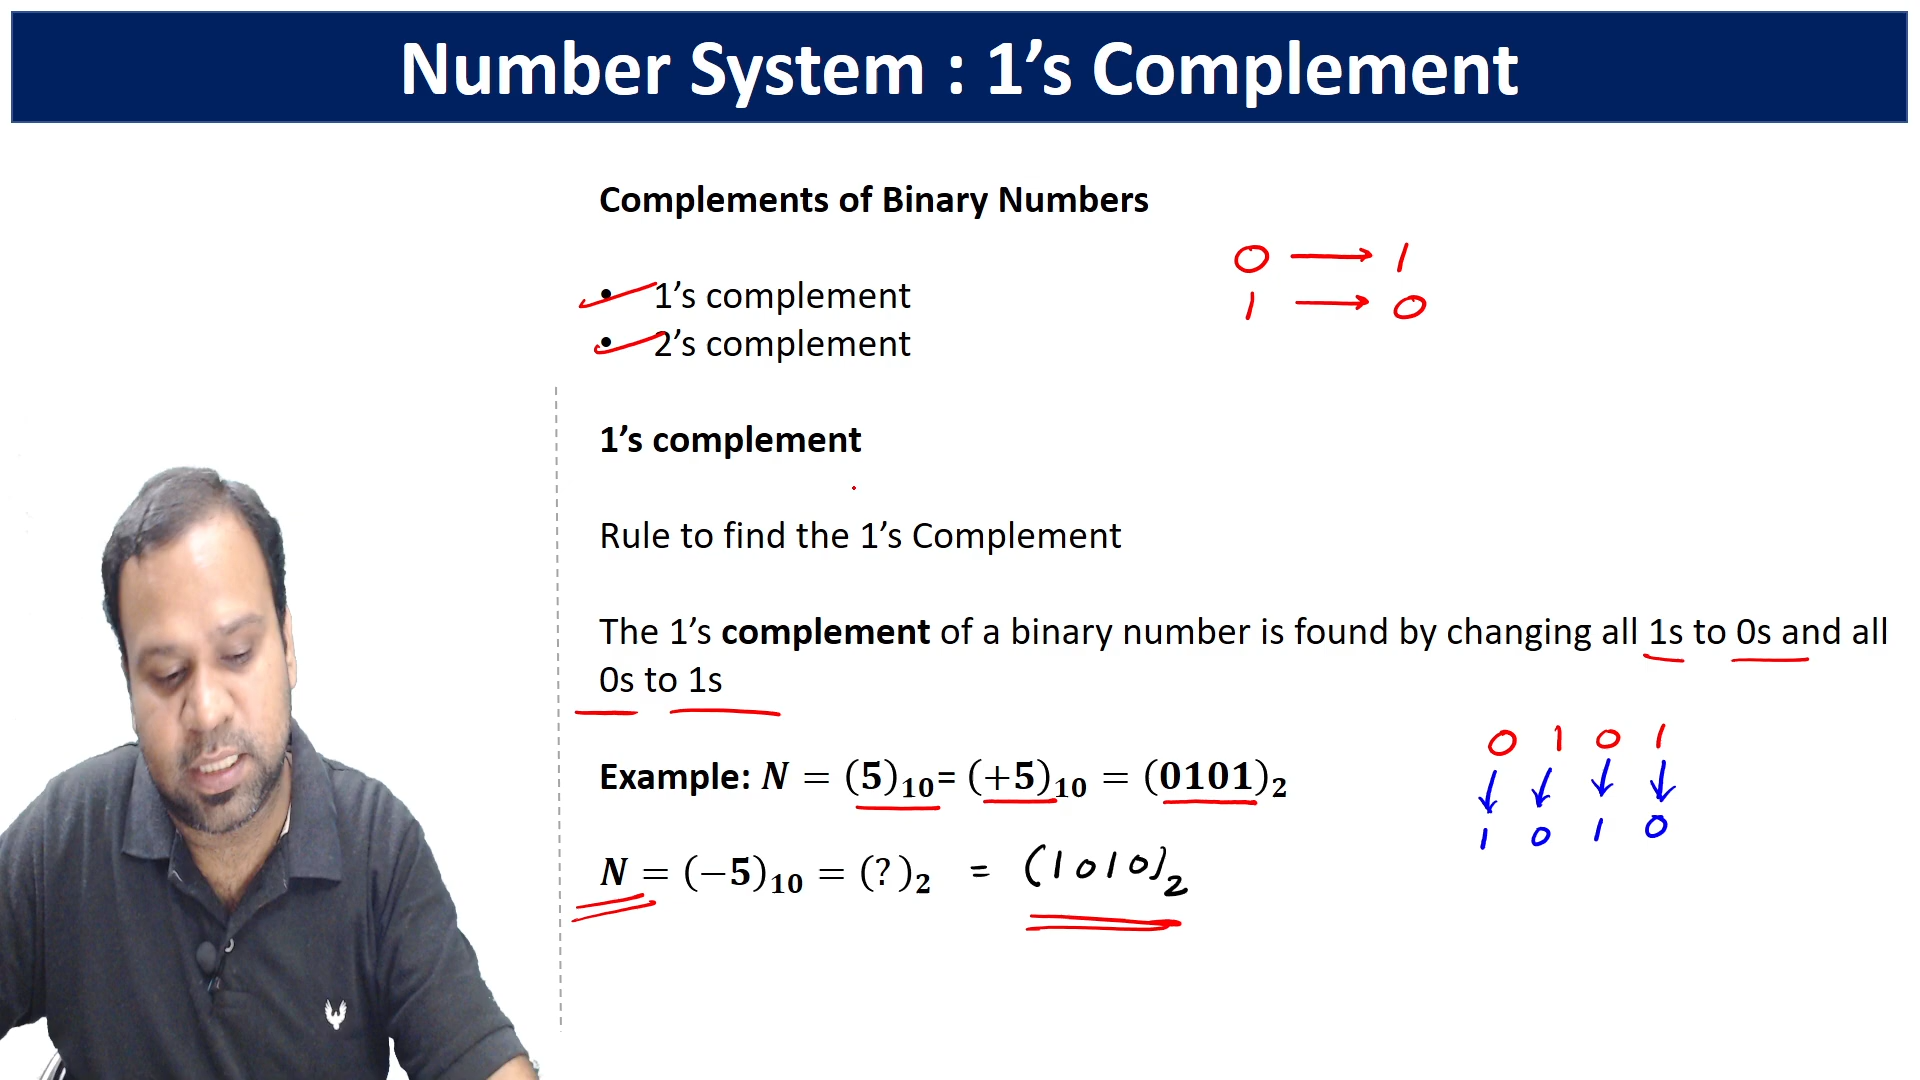 Number System : 1’s Complement
Complements of Binary Numbers
0 → 1
• 1’s complement
1 → 0
• 2’s complement
1’s complement
Rule to find the 1’s Complement
The 1’s complement of a binary number is found by changing all 1s to 0s and all
0s to 1s
0 1 0 1
Example: N = (5)₁₀= (+5)₁₀ = (0101)₂
↓ ↓ ↓ ↓
1 0 1 0
N = (−5)₁₀ = (?)₂ = (1010)₂